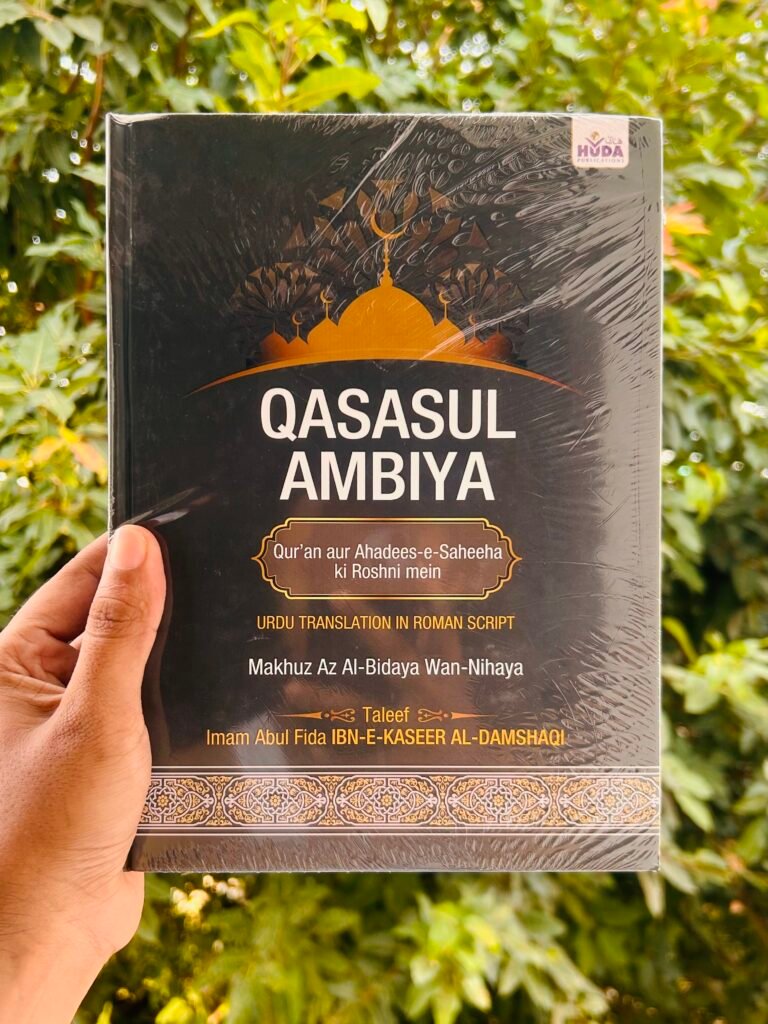 HUDA
PUBLICATIONS
QASASUL
AMBIYA
Qur'an aur Ahadees-e-Saheeha
ki Roshni mein
URDU TRANSLATION IN ROMAN SCRIPT
Makhuz Az Al-Bidaya Wan-Nihaya
Taleef
Imam Abul Fida IBN-E-KASEER AL-DAMSHAQI